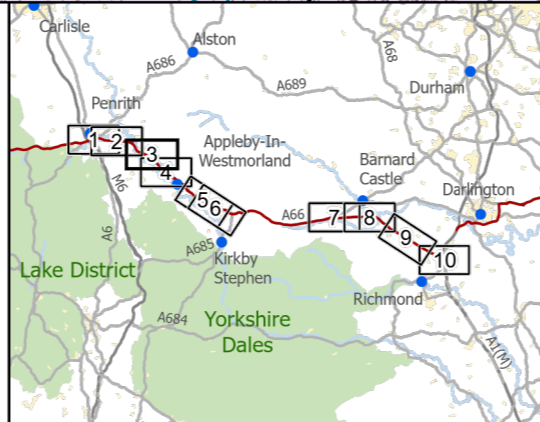 Carlisle
Alston
A68
A686
A689
Durham
Penrith
1
2
3
4
5
6
Appleby-In-
Westmorland
Barnard
Castle
Darlington
M6
A6
A66
7
8
9
10
A685
Kirkby
Stephen
Lake District
Richmond
A684
Yorkshire
Dales
A1(M)